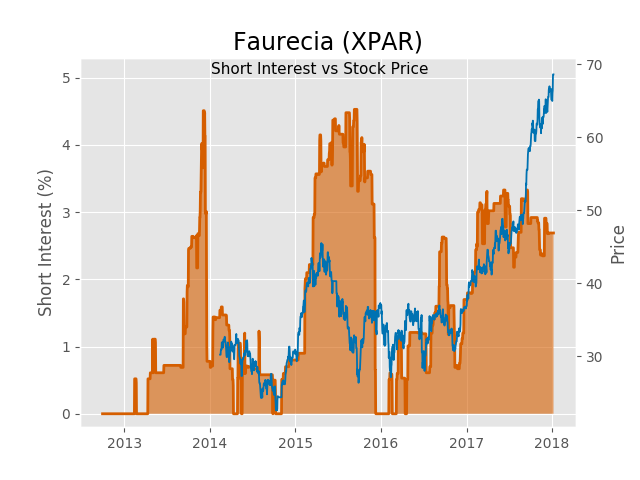 Faurecia (XPAR)
Short Interest vs Stock Price
Short Interest (%)
5
4
3
2
1
0
70
60
50
40
30
Price
2013 2014 2015 2016 2017 2018